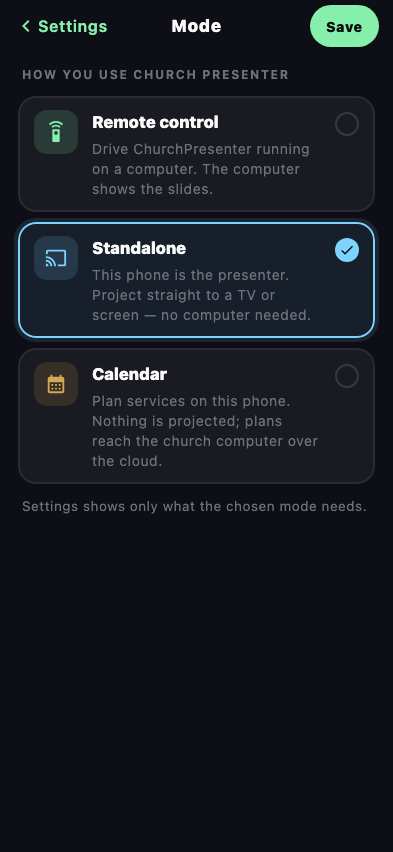 Settings
Mode
Save
HOW YOU USE CHURCH PRESENTER
Remote control
Drive ChurchPresenter running
on a computer. The computer
shows the slides.
Standalone
This phone is the presenter.
Project straight to a TV or
screen — no computer needed.
Calendar
Plan services on this phone.
Nothing is projected; plans
reach the church computer over
the cloud.
Settings shows only what the chosen mode needs.